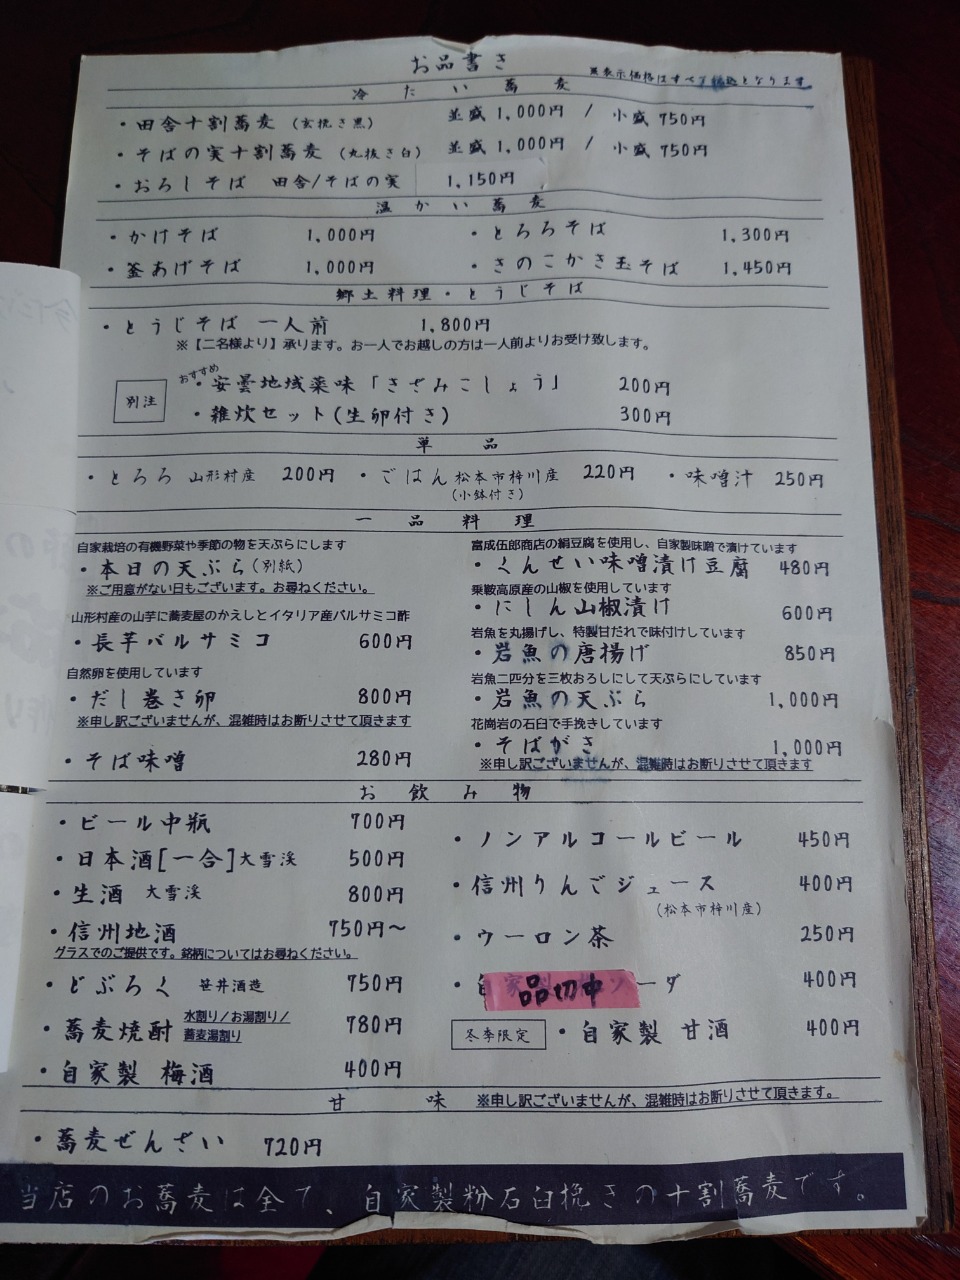 お品書き
※表示価格はすべて税込となります
冷たい蕎麦
・田舎十割蕎麦（玄挽き黒） 並盛 1,000円 / 小盛 750円
・そばの実十割蕎麦（丸抜き白） 並盛 1,000円 / 小盛 750円
・おろしそば 田舎/そばの実 1,150円
温かい蕎麦
・かけそば 1,000円 ・とろろそば 1,300円
・釜あげそば 1,000円 ・きのこかき玉そば 1,450円
郷土料理・とうじそば
・とうじそば 一人前 1,800円
※【二名様より】承ります。お一人でお越しの方は一人前よりお受け致します。
別注
おすすめ
・安曇地域薬味「きざみこしょう」 200円
・雑炊セット(生卵付き) 300円
単品
・とろろ 山形村産 200円 ・ごはん 松本市梓川産 220円 ・味噌汁 250円
（小鉢付き）
一品料理
自家栽培の有機野菜や季節の物を天ぷらにします
・本日の天ぷら(別紙)
※ご用意がない日もございます。お尋ねください。
山形村産の山芋に蕎麦屋のかえしとイタリア産バルサミコ酢
・長芋バルサミコ 600円
自然卵を使用しています
・だし巻き卵 800円
※申し訳ございませんが、混雑時はお断りさせて頂きます
・そば味噌 280円
富成伍郎商店の絹豆腐を使用し、自家製味噌で漬けています
・くんせい味噌漬け豆腐 480円
乗鞍高原産の山椒を使用しています
・にしん山椒漬け 600円
岩魚を丸揚げし、特製甘だれで味付けしています
・岩魚の唐揚げ 850円
岩魚二匹分を三枚おろしにして天ぷらにしています
・岩魚の天ぷら 1,000円
花崗岩の石臼で手挽きしています
・そばがき 1,000円
※申し訳ございませんが、混雑時はお断りさせて頂きます
お飲み物
・ビール中瓶 700円
・日本酒[一合]大雪渓 500円
・生酒 大雪渓 800円
・信州地酒 750円〜
グラスでのご提供です。銘柄についてはお尋ねください。
・どぶろく 笹井酒造 750円
・蕎麦焼酎 水割り/お湯割り/ 780円
蕎麦湯割り
・自家製 梅酒 400円
・ノンアルコールビール 450円
・信州りんごジュース 400円
（松本市梓川産）
・ウーロン茶 250円
・自 品切中 ーダ 400円
冬季限定 ・自家製 甘酒 400円
甘味 ※申し訳ございませんが、混雑時はお断りさせて頂きます。
・蕎麦ぜんざい 720円
当店のお蕎麦は全て、自家製粉石臼挽きの十割蕎麦です。